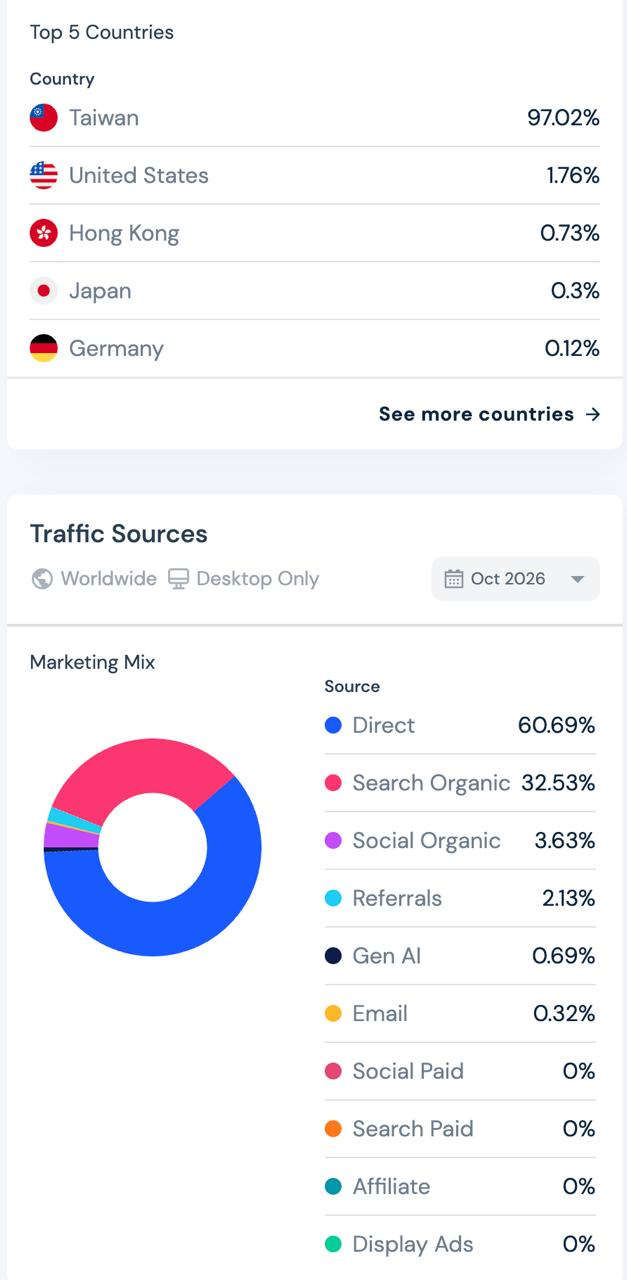 Top 5 Countries
Country
Taiwan 97.02%
United States 1.76%
Hong Kong 0.73%
Japan 0.3%
Germany 0.12%
See more countries →
Traffic Sources
Worldwide Desktop Only Oct 2026
Marketing Mix
Source
Direct 60.69%
Search Organic 32.53%
Social Organic 3.63%
Referrals 2.13%
Gen AI 0.69%
Email 0.32%
Social Paid 0%
Search Paid 0%
Affiliate 0%
Display Ads 0%